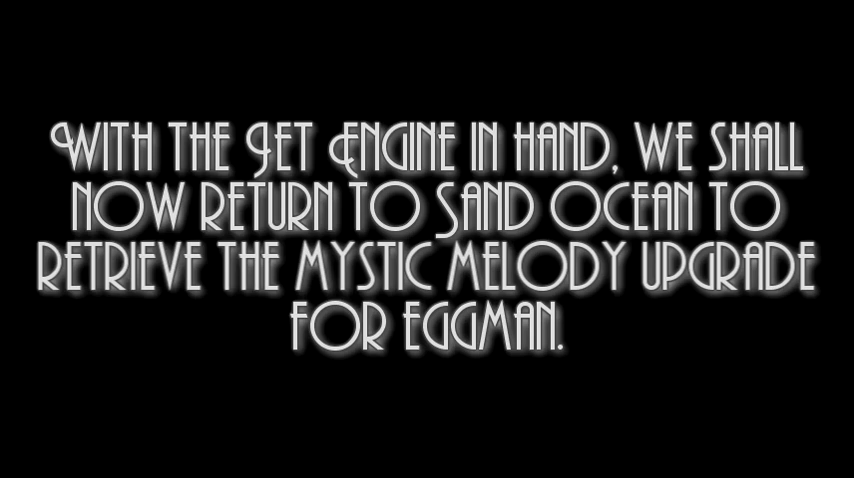 With the Jet Engine in hand, we shall
now return to Sand Ocean to
retrieve the Mystic Melody upgrade
for Eggman.